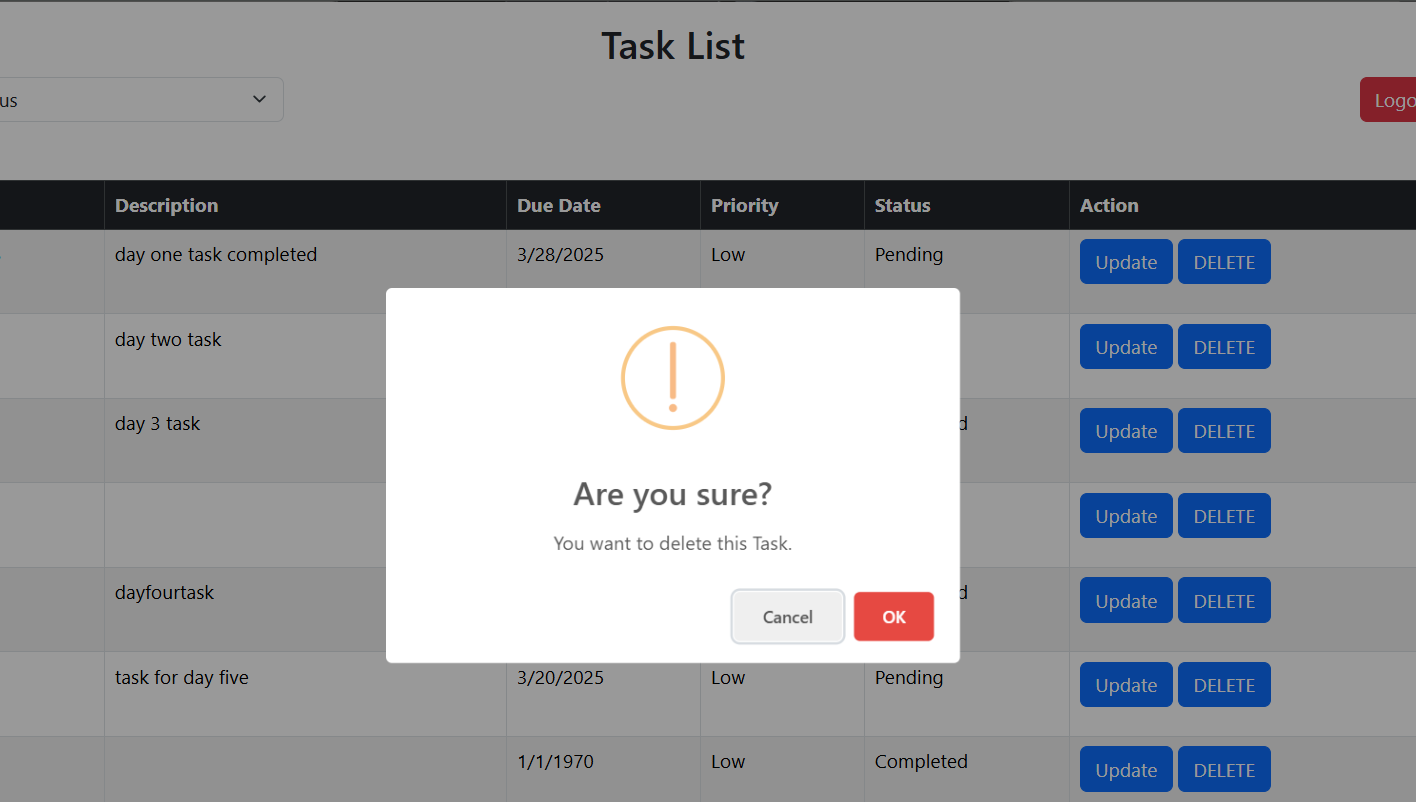 Task List
us
Logo
Description Due Date Priority Status Action
day one task completed 3/28/2025 Low Pending Update DELETE
day two task Update DELETE
day 3 task d Update DELETE
Update DELETE
dayfourtask d Update DELETE
task for day five 3/20/2025 Low Pending Update DELETE
1/1/1970 Low Completed Update DELETE
Are you sure?
You want to delete this Task.
Cancel OK